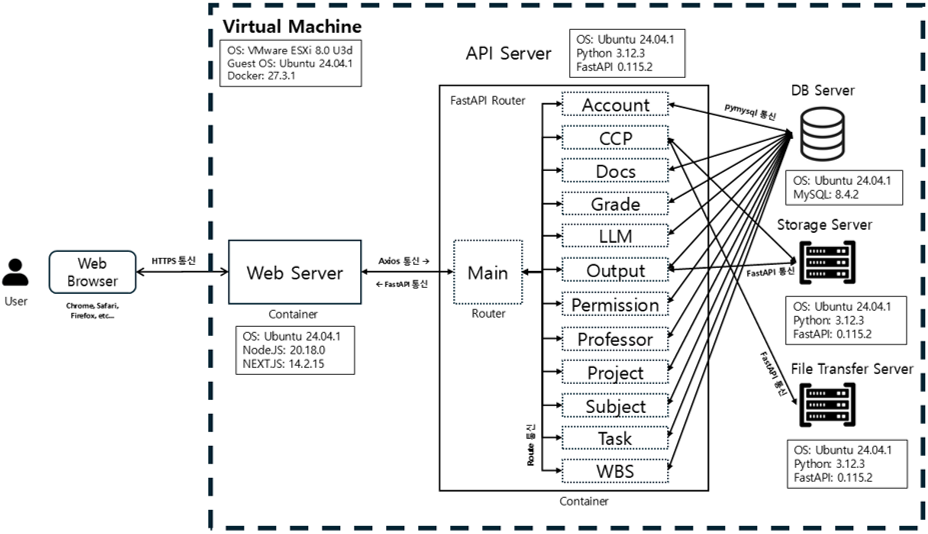 Virtual Machine
OS: VMware ESXi 8.0 U3d
Guest OS: Ubuntu 24.04.1
Docker: 27.3.1
API Server
OS: Ubuntu 24.04.1
Python 3.12.3
FastAPI 0.115.2
FastAPI Router
Account
CCP
Docs
Grade
LLM
Output
Permission
Professor
Project
Subject
Task
WBS
Route 통신
Container
Main
Router
User
Web
Browser
Chrome, Safari,
Firefox, etc...
HTTPS 통신
Web Server
Container
OS: Ubuntu 24.04.1
NodeJS: 20.18.0
NEXTJS: 14.2.15
Axios 통신 →
← FastAPI 통신
pymysql 통신
DB Server
OS: Ubuntu 24.04.1
MySQL: 8.4.2
Storage Server
FastAPI 통신
OS: Ubuntu 24.04.1
Python: 3.12.3
FastAPI: 0.115.2
FastAPI 통신
File Transfer Server
OS: Ubuntu 24.04.1
Python: 3.12.3
FastAPI: 0.115.2